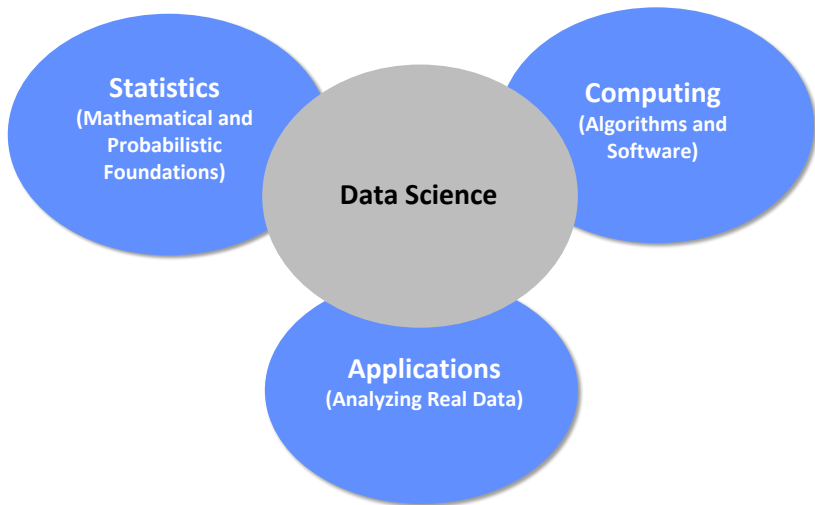 Statistics
(Mathematical and
Probabilistic
Foundations)
Computing
(Algorithms and
Software)
Data Science
Applications
(Analyzing Real Data)